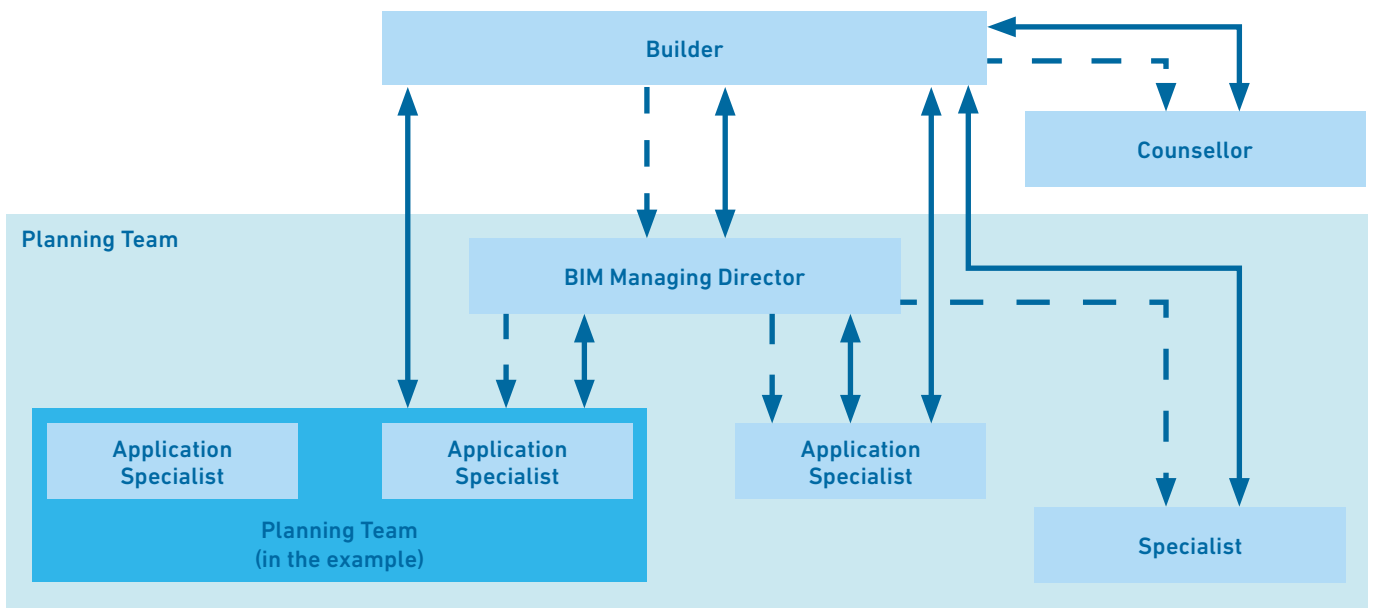 Builder
Counsellor
Planning Team
BIM Managing Director
Application
Specialist
Application
Specialist
Application
Specialist
Planning Team
(in the example)
Specialist